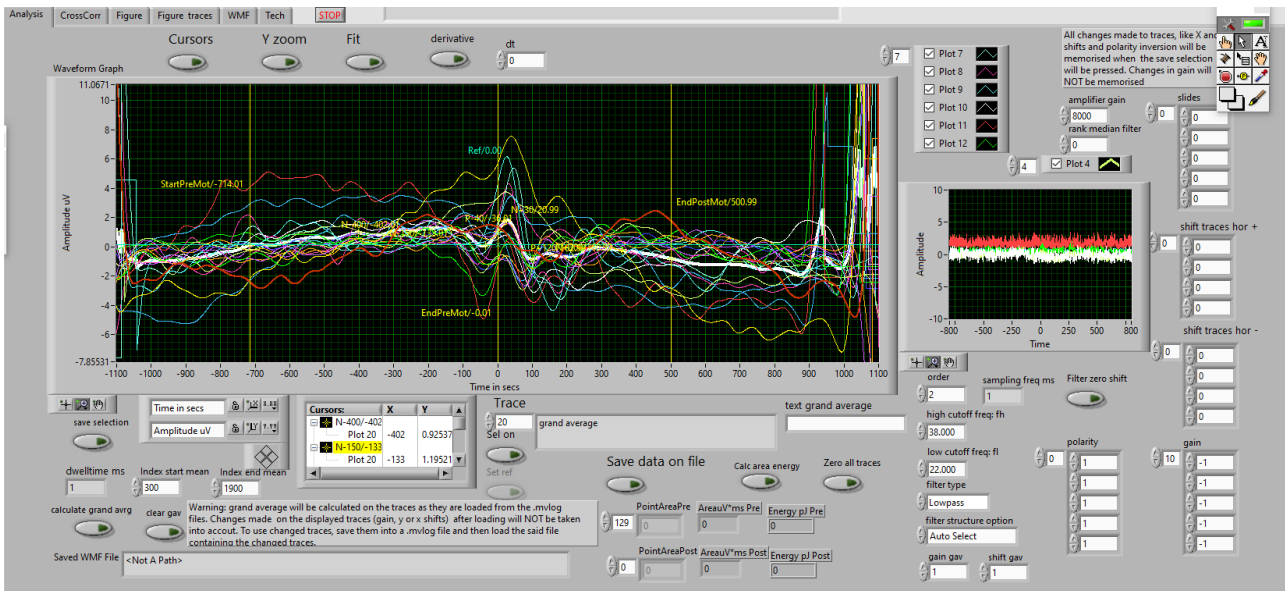 Analysis CrossCorr Figure Figure traces WMF Tech STOP
Cursors Y zoom Fit derivative dt
0
Waveform Graph
11.0671
10
8
6
4
2
0
-2
-4
-6
-7.85531
Amplitude uV
Ref/0.00
StartPreMot/-714.01
EndPostMot/500.99
EndPreMot/-0.01
-1100 -1000 -900 -800 -700 -600 -500 -400 -300 -200 -100 0 100 200 300 400 500 600 700 800 900 1000 1100
Time in secs
7
Plot 7
Plot 8
Plot 9
Plot 10
Plot 11
Plot 12
4 Plot 4
All changes made to traces, like X and
shifts and polarity inversion will be
memorised when the save selection
will be pressed. Changes in gain will
NOT be memorised
amplifier gain
8000
rank median filter
0
slides
0
0
0
0
0
0
10
5
0
-5
-10
Amplitude
-800 -500 -250 0 250 500 800
Time
shift traces hor +
0
0
0
0
0
shift traces hor -
0
0
0
0
0
Time in secs
Amplitude uV
save selection
dwelltime ms
1
Index start mean
300
Index end mean
1900
calculate grand avrg clear gav
Cursors: X Y
N-400/-402
Plot 20 -402 0.92537
N-150/-133
Plot 20 -133 1.19521
Trace
20 grand average
Sel on
Set ref
text grand average
Save data on file Calc area energy Zero all traces
Warning: grand average will be calculated on the traces as they are loaded from the .mvlog
files. Changes made on the displayed traces (gain, y or x shifts) after loading will NOT be taken
into accout. To use changed traces, save them into a .mvlog file and then load the said file
containing the changed traces.
129
PointAreaPre AreauV*ms Pre Energy pJ Pre
0 0 0
0
PointAreaPost AreauV*ms Post Energy pJ Post
0 0 0
Saved WMF File <Not A Path>
order
2
sampling freq ms
1
Filter zero shift
high cutoff freq: fh
38.000
low cutoff freq: fl
22.000
filter type
Lowpass
filter structure option
Auto Select
gain gav
1
shift gav
1
polarity
0
1
1
1
1
1
gain
10
-1
-1
-1
-1
-1